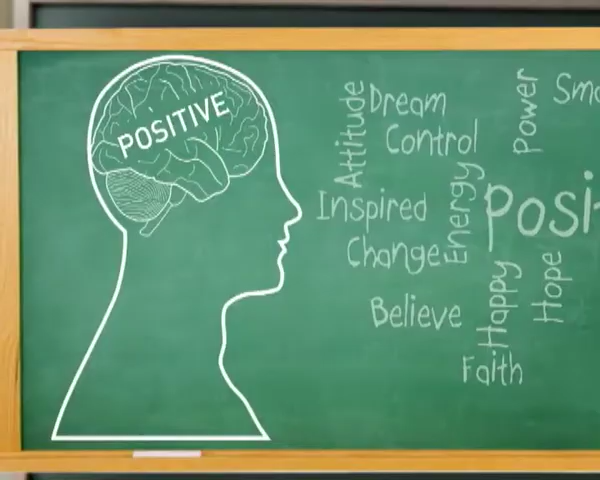 POSITIVE
Attitude
Dream
Control
Power
Inspired
Energy
Change
Believe
Happy
Hope
Faith